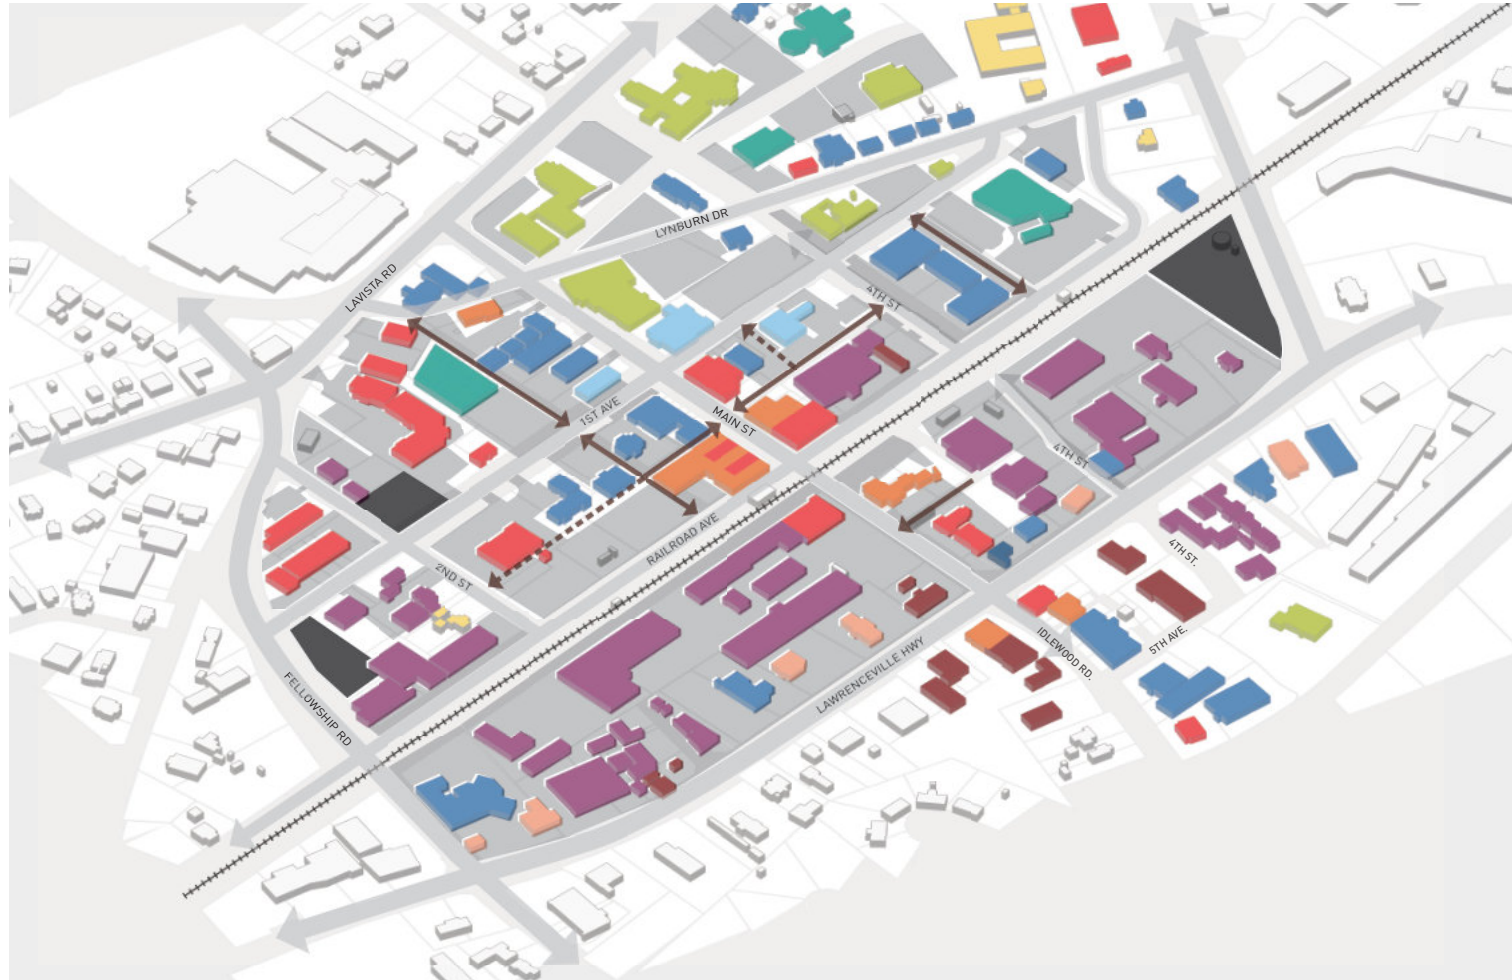 LYNBURN DR
LAVISTA RD
4TH ST
1ST AVE
MAIN ST
4TH ST
RAILROAD AVE
2ND ST
4TH ST.
5TH AVE.
IDLEWOOD RD.
LAWRENCEVILLE HWY
FELLOWSHIP RD